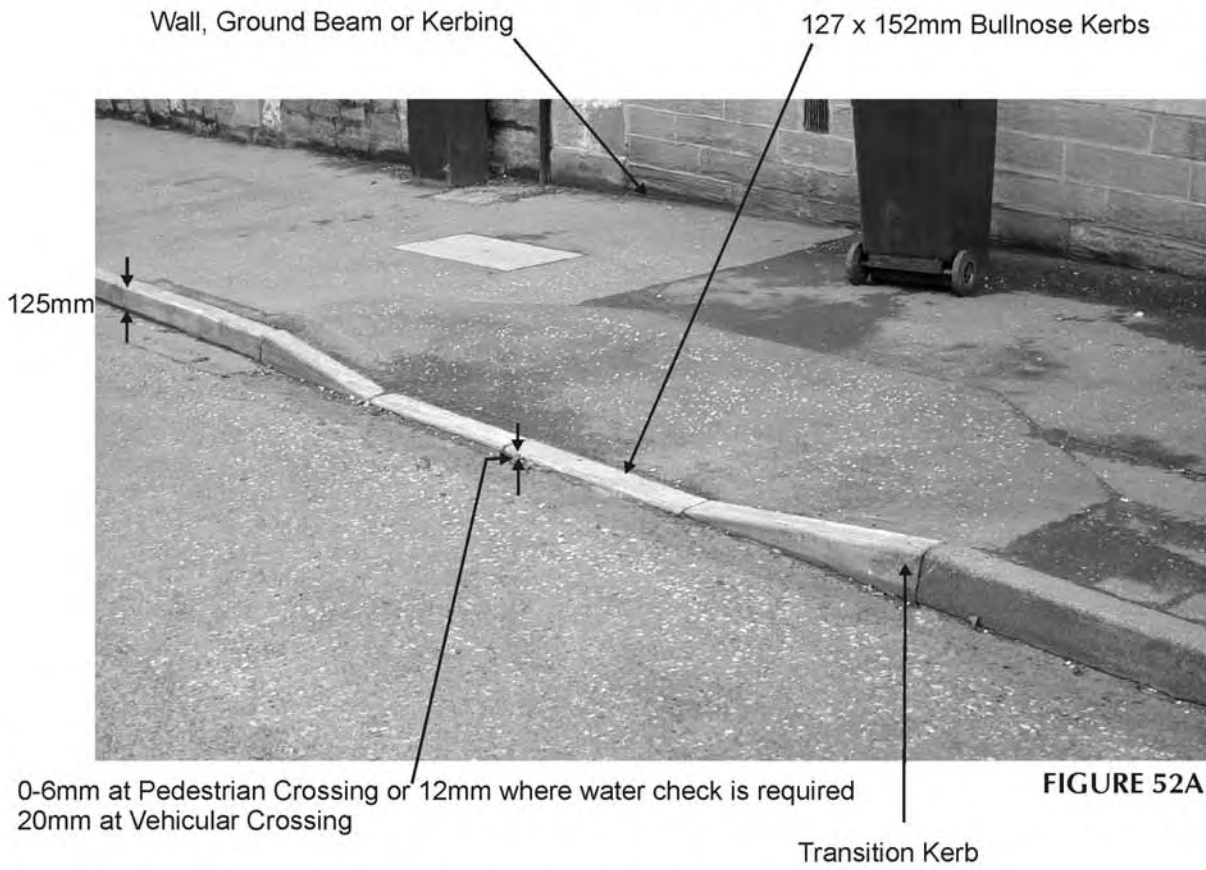 Wall, Ground Beam or Kerbing
127 x 152mm Bullnose Kerbs
125mm
0-6mm at Pedestrian Crossing or 12mm where water check is required
20mm at Vehicular Crossing
FIGURE 52A
Transition Kerb